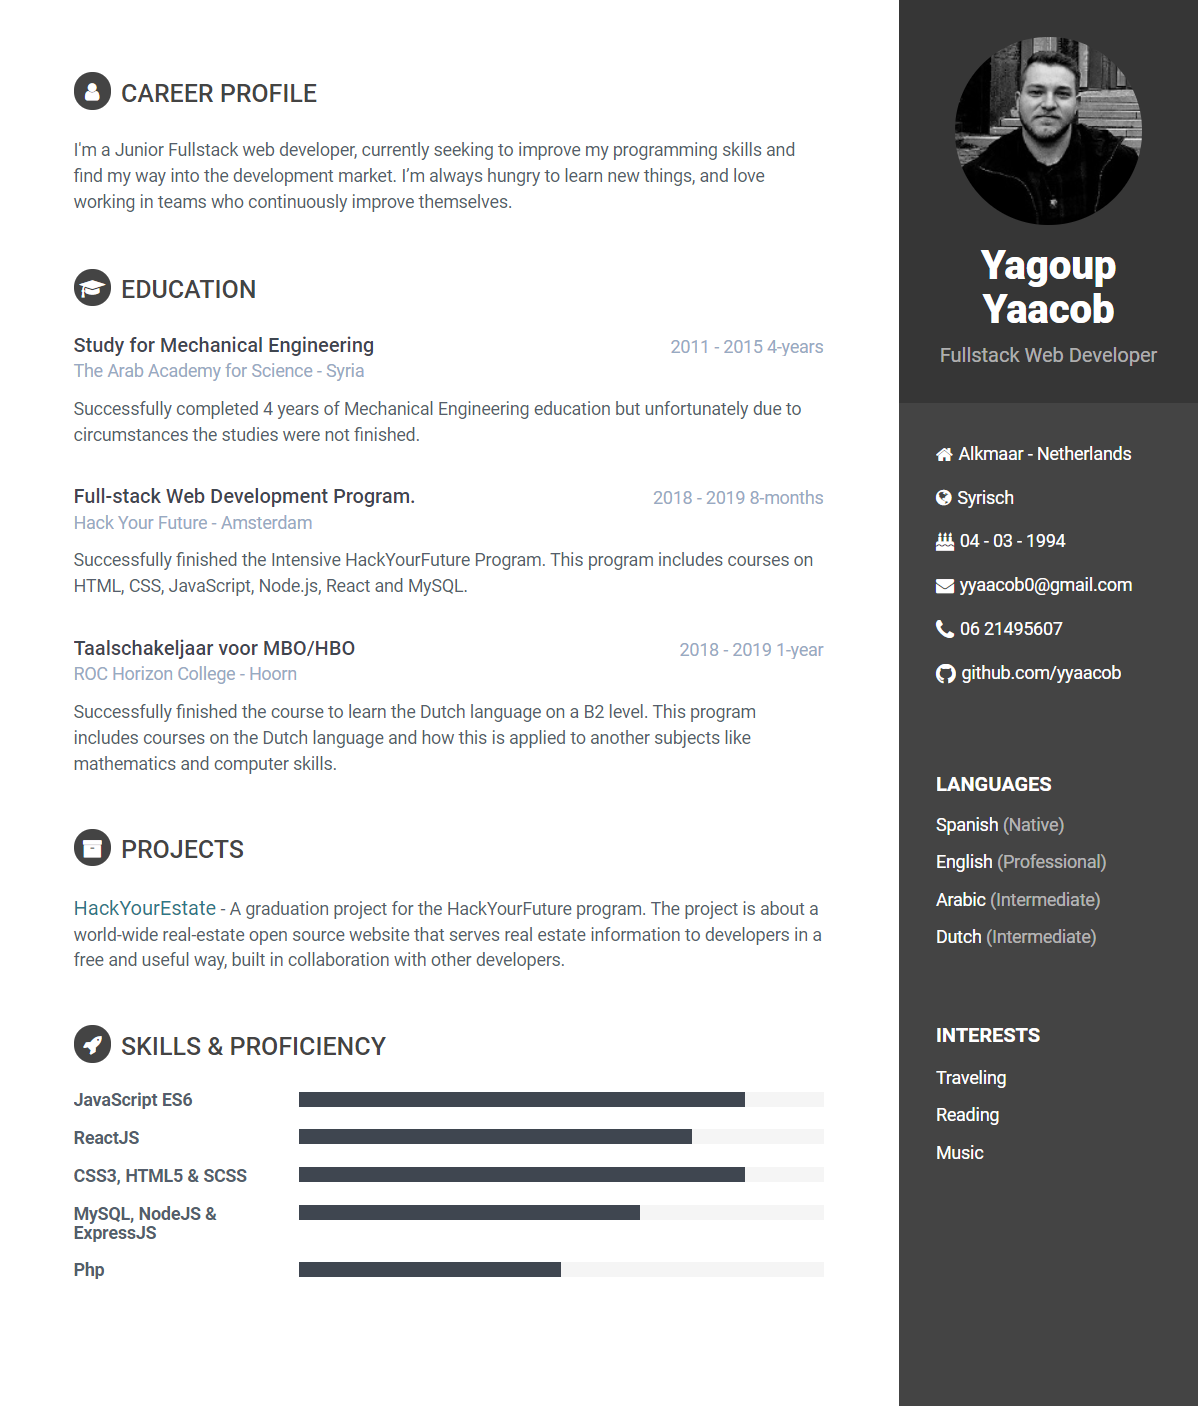 CAREER PROFILE
I'm a Junior Fullstack web developer, currently seeking to improve my programming skills and
find my way into the development market. I'm always hungry to learn new things, and love
working in teams who continuously improve themselves.
EDUCATION
Study for Mechanical Engineering
2011 - 2015 4-years
The Arab Academy for Science - Syria
Successfully completed 4 years of Mechanical Engineering education but unfortunately due to
circumstances the studies were not finished.
Full-stack Web Development Program.
2018 - 2019 8-months
Hack Your Future - Amsterdam
Successfully finished the Intensive HackYourFuture Program. This program includes courses on
HTML, CSS, JavaScript, Node.js, React and MySQL.
Taalschakeljaar voor MBO/HBO
2018 - 2019 1-year
ROC Horizon College - Hoorn
Successfully finished the course to learn the Dutch language on a B2 level. This program
includes courses on the Dutch language and how this is applied to another subjects like
mathematics and computer skills.
PROJECTS
HackYourEstate - A graduation project for the HackYourFuture program. The project is about a
world-wide real-estate open source website that serves real estate information to developers in a
free and useful way, built in collaboration with other developers.
SKILLS & PROFICIENCY
JavaScript ES6
ReactJS
CSS3, HTML5 & SCSS
MySQL, NodeJS &
ExpressJS
Php
Yagoup
Yaacob
Fullstack Web Developer
Alkmaar - Netherlands
Syrisch
04 - 03 - 1994
yyaacob0@gmail.com
06 21495607
github.com/yyaacob
LANGUAGES
Spanish (Native)
English (Professional)
Arabic (Intermediate)
Dutch (Intermediate)
INTERESTS
Traveling
Reading
Music